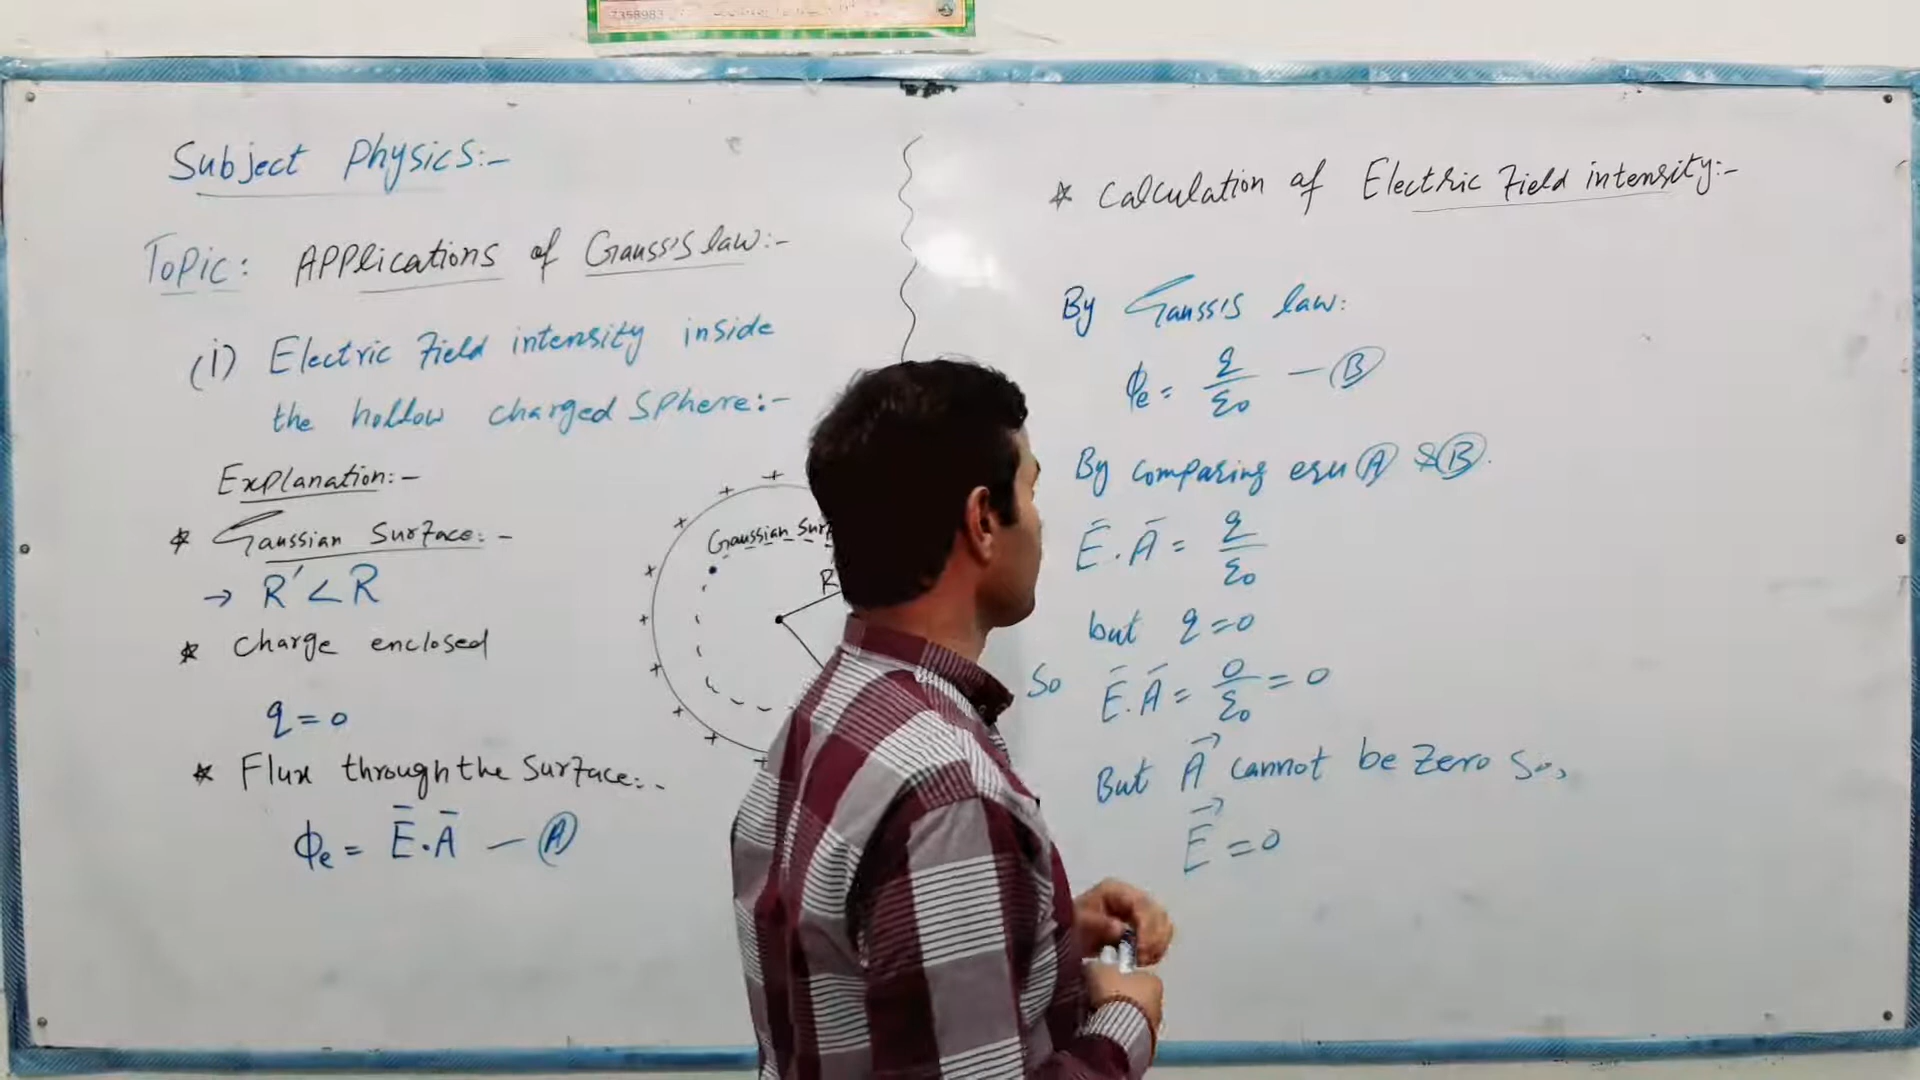 7358983
Subject Physics:-
Topic: Applications of Gauss's law:-
(i) Electric Field intensity inside
the hollow charged Sphere:-
Explanation:-
* Gaussian Surface:-
→ R' < R
* Charge enclosed
q = 0
* Flux through the Surface:-
ϕe = E̅.A̅ — (A)
Gaussian
R
* Calculation of Electric Field intensity:-
By Gauss's law:
ϕe = q/ε0 — (B)
By comparing equ (A) & (B).
E̅.A̅ = q/ε0
but q = 0
So E̅.A̅ = 0/ε0 = 0
But A⃗ cannot be zero So,
E⃗ = 0